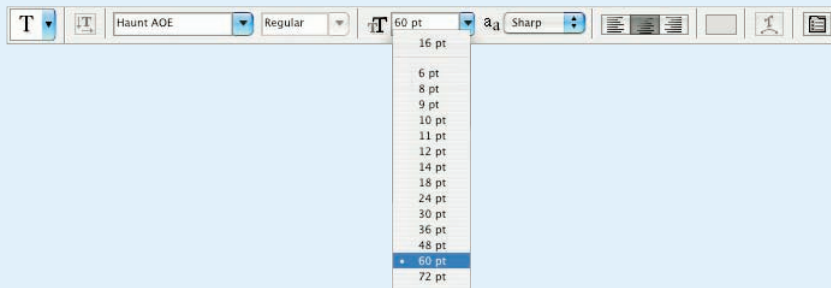 T T Haunt AOE Regular TT 60 pt aa Sharp T
16 pt
6 pt
8 pt
9 pt
10 pt
11 pt
12 pt
14 pt
18 pt
24 pt
30 pt
36 pt
48 pt
60 pt
72 pt